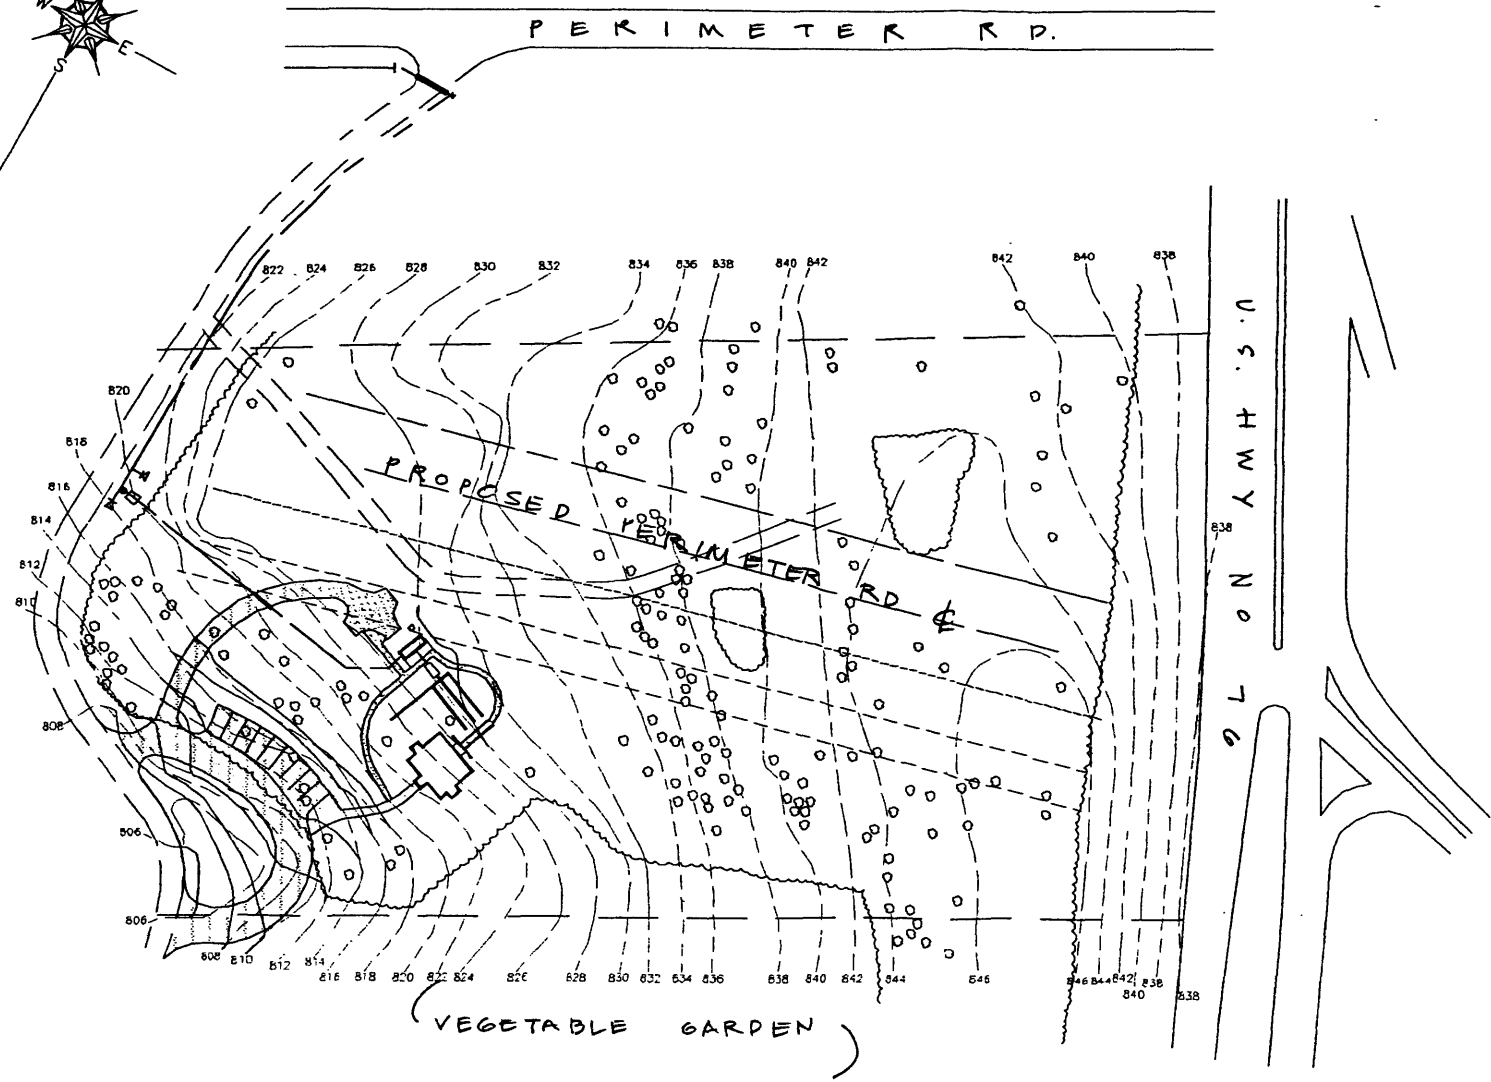 W
E
S
PERIMETER RD.
822 824 826 828 830 832 834 836 838 840 842 842 840 838
U.S. HWY NO 76
820
818
816
814
812
810
808
806
806
838
PROPOSED PERIMETER RD ℄
808 810 812 814
816 818 820 822 824 826 828 830 832 834 836 838 840 842 844 846 846 844 842 838
840 838
(VEGETABLE GARDEN)